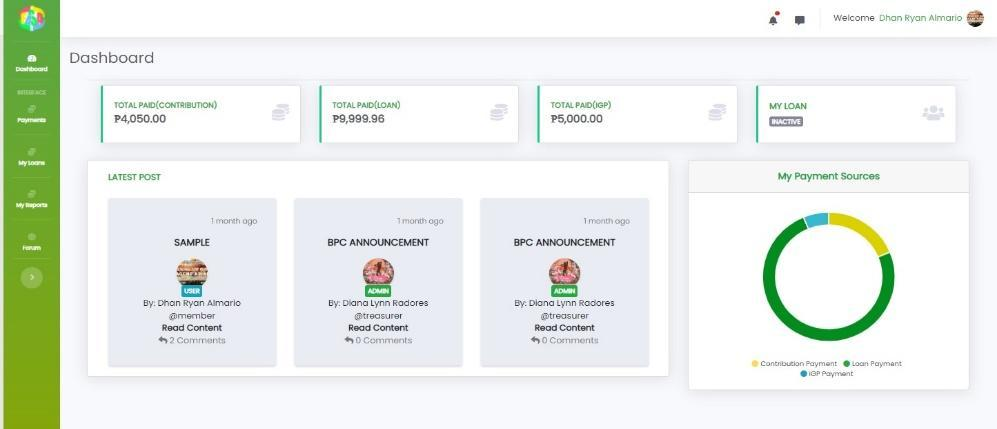 Welcome Dhan Ryan Almario
Dashboard
Dashboard
INTERFACE
Payments
My Loans
My Reports
Forum
TOTAL PAID(CONTRIBUTION)
₱4,050.00
TOTAL PAID(LOAN)
₱9,999.96
TOTAL PAID(IGP)
₱5,000.00
MY LOAN
INACTIVE
LATEST POST
1 month ago
SAMPLE
USER
By: Dhan Ryan Almario
@member
Read Content
2 Comments
1 month ago
BPC ANNOUNCEMENT
ADMIN
By: Diana Lynn Radores
@treasurer
Read Content
0 Comments
1 month ago
BPC ANNOUNCEMENT
ADMIN
By: Diana Lynn Radores
@treasurer
Read Content
0 Comments
My Payment Sources
Contribution Payment Loan Payment
IGP Payment